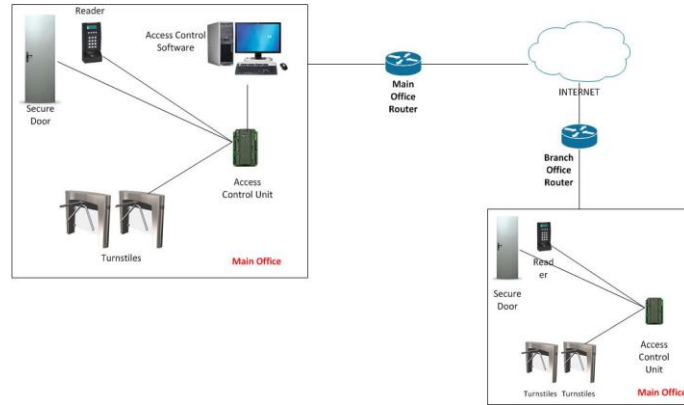 Reader
Access Control
Software
Secure
Door
Access
Control Unit
Turnstiles
Main Office
Main
Office
Router
INTERNET
Branch
Office
Router
Read
er
Secure
Door
Access
Control
Unit
Turnstiles Turnstiles
Main Office